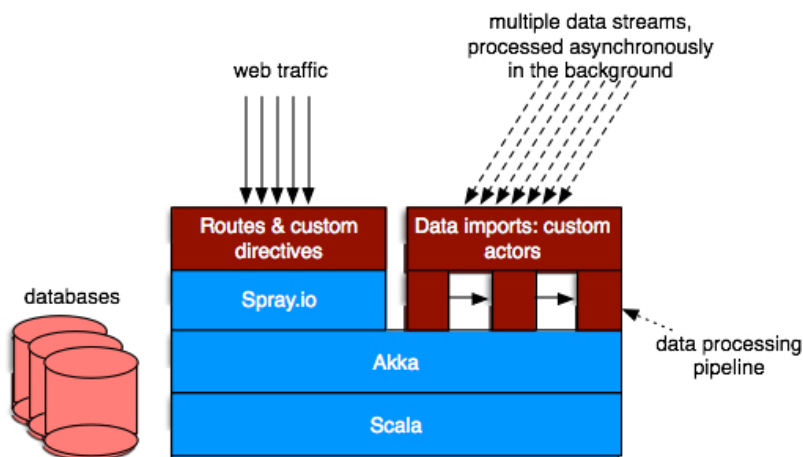 multiple data streams,
processed asynchronously
in the background
web traffic
Routes & custom
directives
Data imports: custom
actors
databases
Spray.io
data processing
pipeline
Akka
Scala